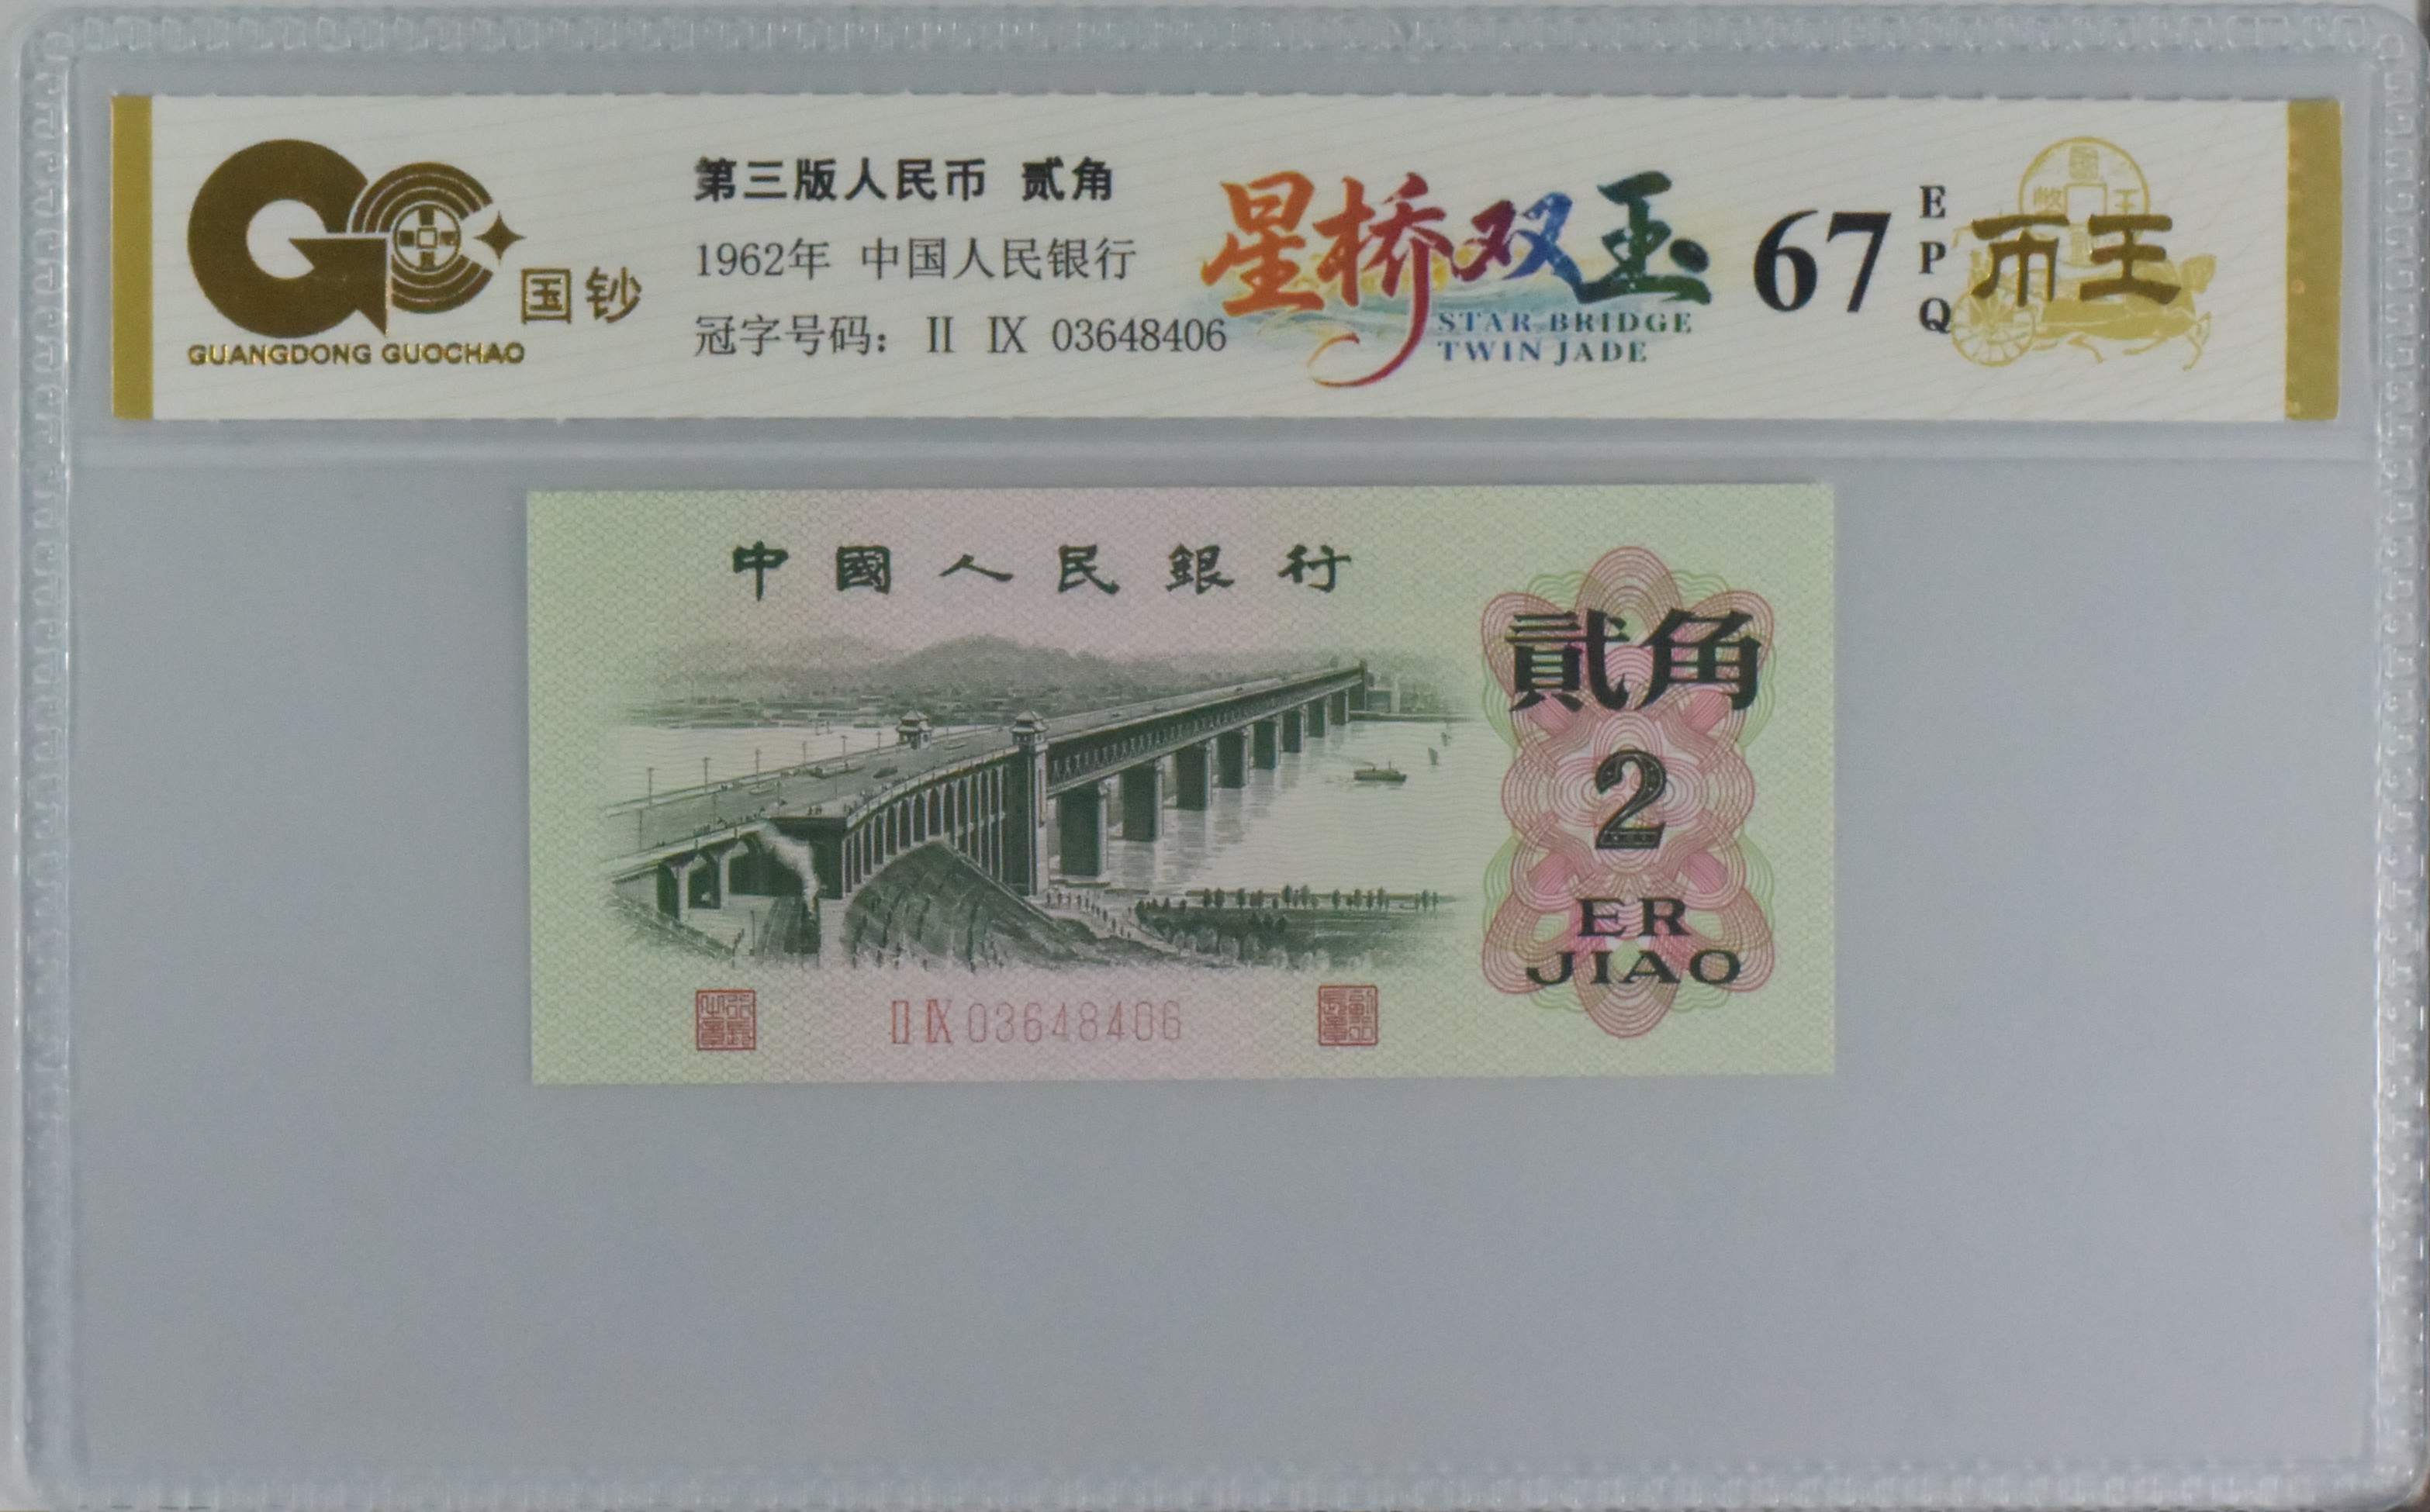 GC
国钞
GUANGDONG GUOCHAO
第三版人民币 贰角
1962年 中国人民银行
冠字号码： II IX 03648406
星桥双玉
STAR BRIDGE
TWIN JADE
67
EPQ
币王
中國人民銀行
貳角
2
ER
JIAO
II IX 03648406